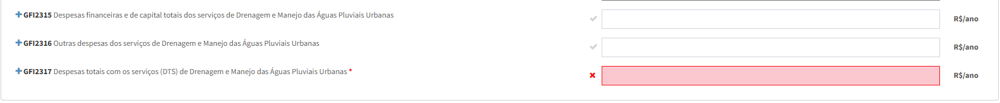 GFI2315 Despesas financeiras e de capital totais dos serviços de Drenagem e Manejo das Águas Pluviais Urbanas R$/ano
GFI2316 Outras despesas dos serviços de Drenagem e Manejo das Águas Pluviais Urbanas R$/ano
GFI2317 Despesas totais com os serviços (DTS) de Drenagem e Manejo das Águas Pluviais Urbanas * R$/ano